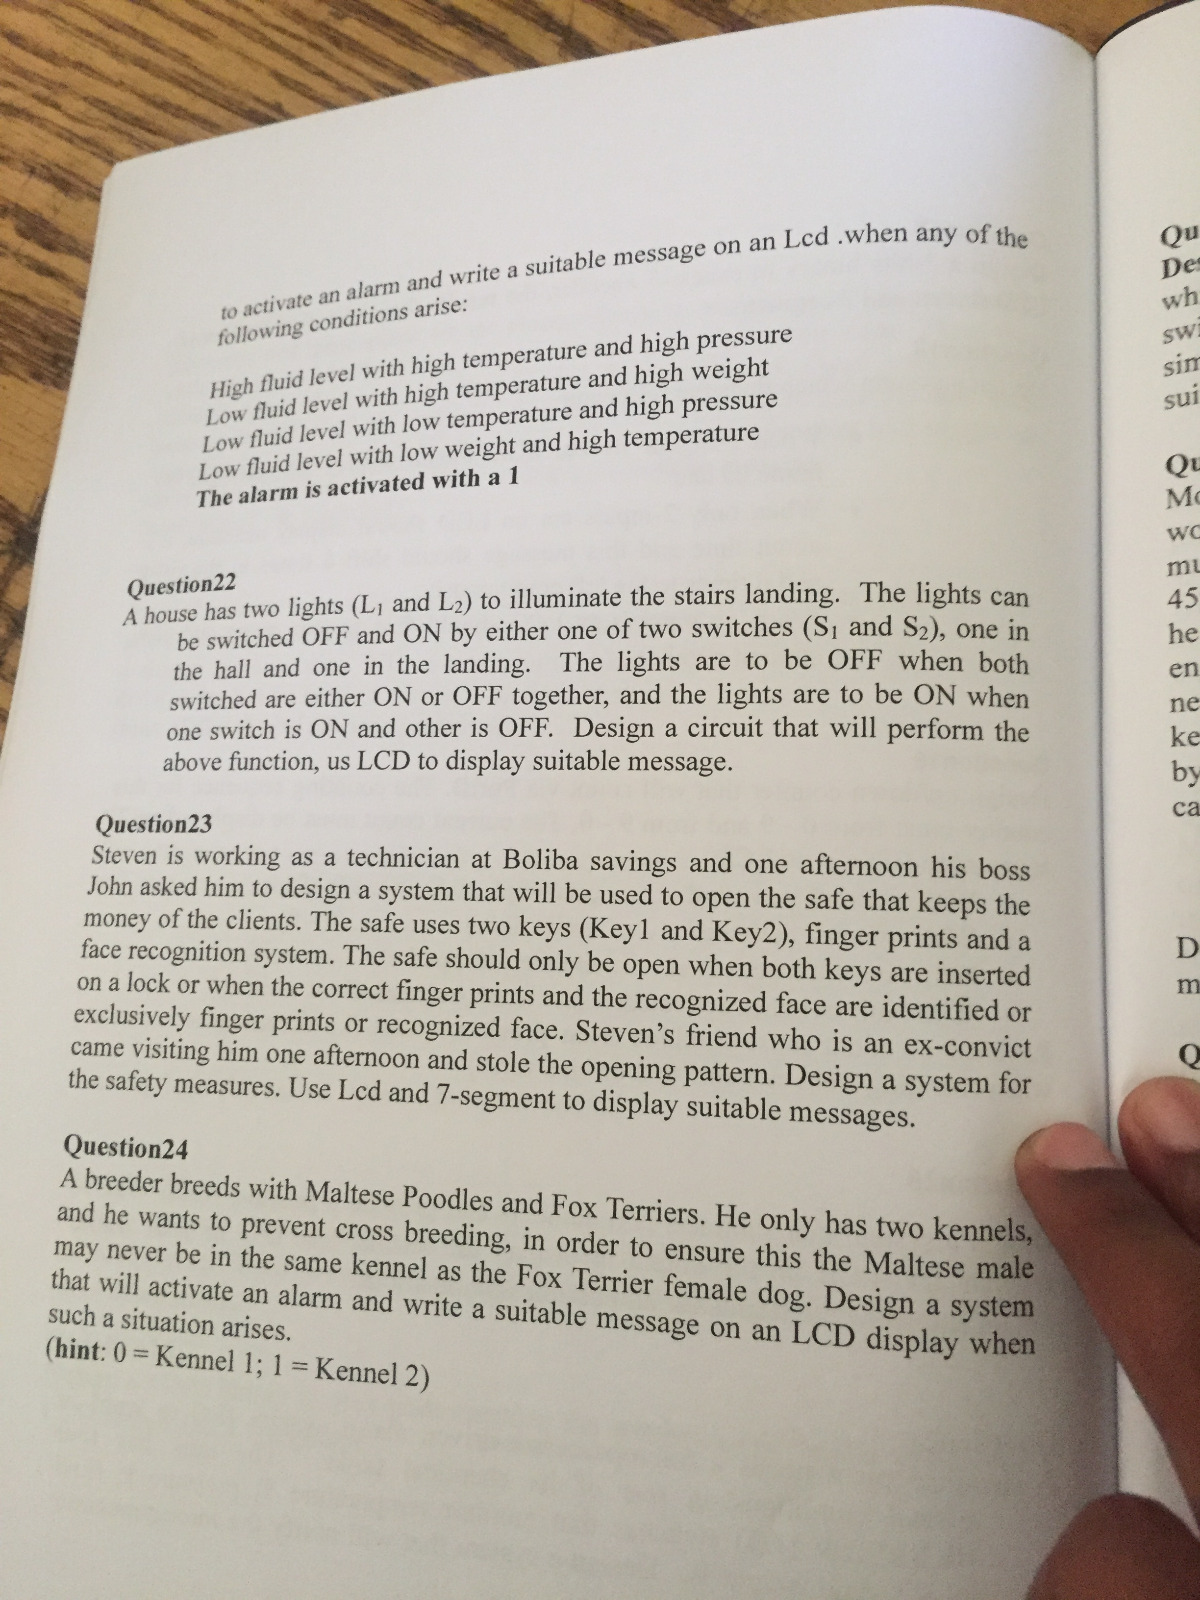 to activate an alarm and write a suitable message on an Lcd .when any of the
following conditions arise:
High fluid level with high temperature and high pressure
Low fluid level with high temperature and high weight
Low fluid level with low temperature and high pressure
Low fluid level with low weight and high temperature
The alarm is activated with a 1
Question22
A house has two lights (L₁ and L₂) to illuminate the stairs landing. The lights can
be switched OFF and ON by either one of two switches (S₁ and S₂), one in
the hall and one in the landing. The lights are to be OFF when both
switched are either ON or OFF together, and the lights are to be ON when
one switch is ON and other is OFF. Design a circuit that will perform the
above function, us LCD to display suitable message.
Question23
Steven is working as a technician at Boliba savings and one afternoon his boss
John asked him to design a system that will be used to open the safe that keeps the
money of the clients. The safe uses two keys (Key1 and Key2), finger prints and a
face recognition system. The safe should only be open when both keys are inserted
on a lock or when the correct finger prints and the recognized face are identified or
exclusively finger prints or recognized face. Steven's friend who is an ex-convict
came visiting him one afternoon and stole the opening pattern. Design a system for
the safety measures. Use Lcd and 7-segment to display suitable messages.
Question24
A breeder breeds with Maltese Poodles and Fox Terriers. He only has two kennels,
and he wants to prevent cross breeding, in order to ensure this the Maltese male
may never be in the same kennel as the Fox Terrier female dog. Design a system
that will activate an alarm and write a suitable message on an LCD display when
such a situation arises.
(hint: 0 = Kennel 1; 1 = Kennel 2)
Qu
Des
wh
swi
sim
sui
Qu
Mo
wo
mu
45
he
en
ne
ke
by
ca
D
m
Q